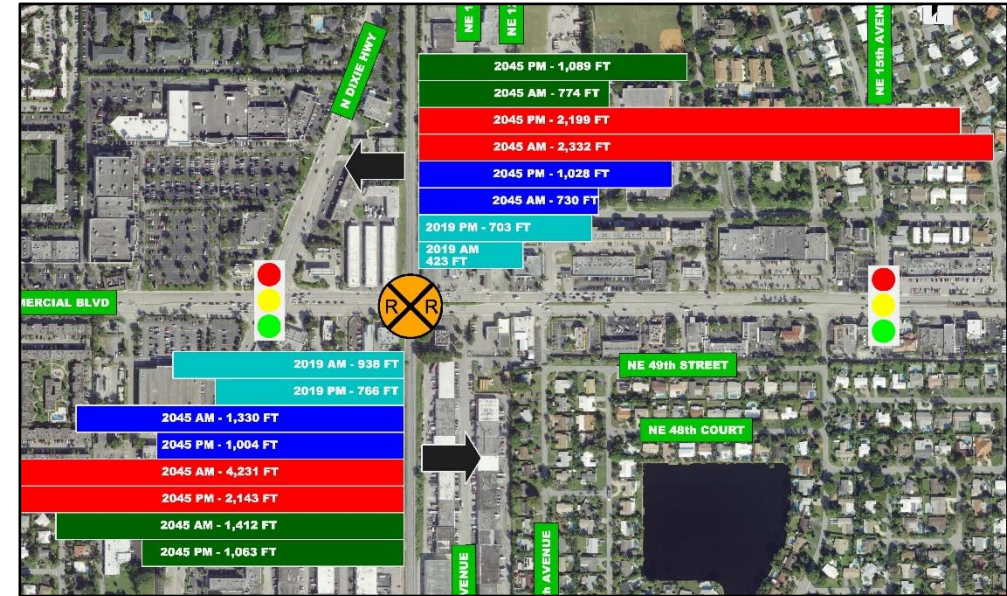 NE 15th AVENUE
N DIXIE HWY
2045 PM - 1,089 FT
2045 AM - 774 FT
2045 PM - 2,199 FT
2045 AM - 2,332 FT
2045 PM - 1,028 FT
2045 AM - 730 FT
2019 PM - 703 FT
2019 AM
423 FT
MERCIAL BLVD
R R
2019 AM - 938 FT
2019 PM - 766 FT
2045 AM - 1,330 FT
2045 PM - 1,004 FT
2045 AM - 4,231 FT
2045 PM - 2,143 FT
2045 AM - 1,412 FT
2045 PM - 1,063 FT
NE 49th STREET
NE 48th COURT
VENUE
h AVENUE